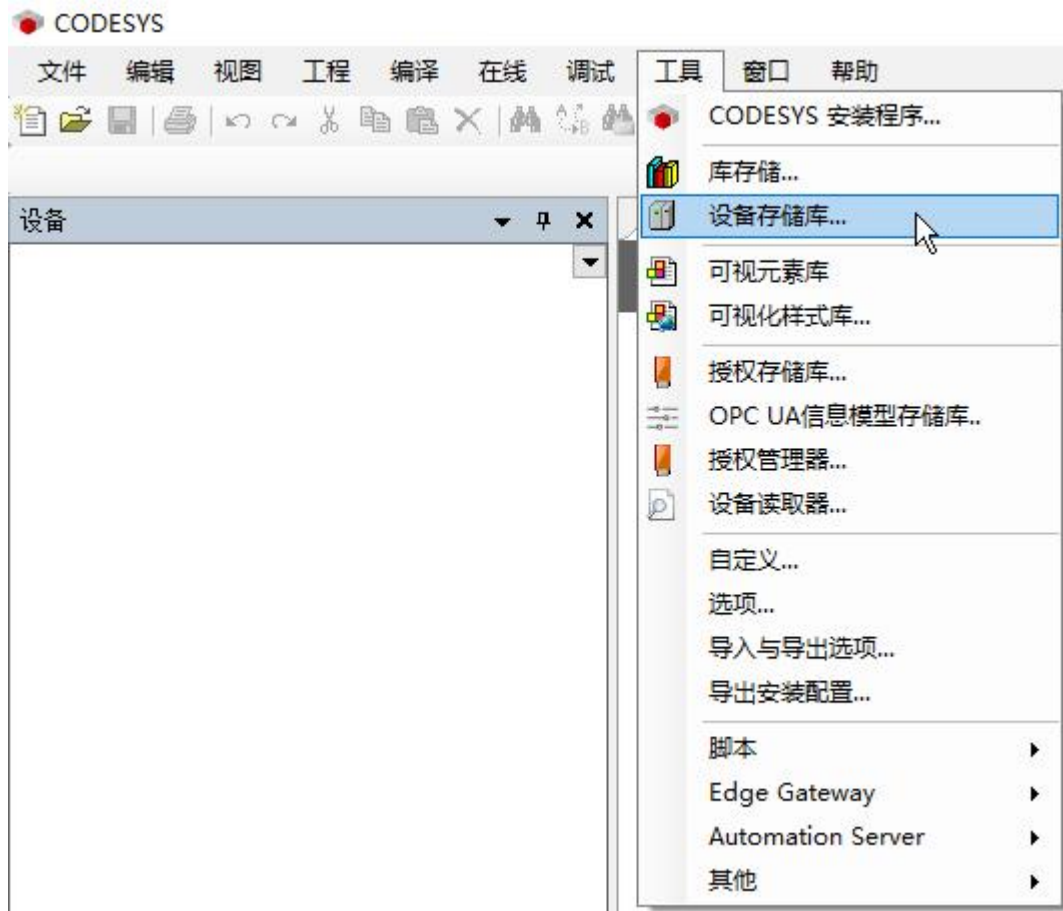 CODESYS
文件 编辑 视图 工程 编译 在线 调试 工具 窗口 帮助
CODESYS 安装程序...
库存储...
设备
设备存储库...
可视元素库
可视化样式库...
授权存储库...
OPC UA信息模型存储库..
授权管理器...
设备读取器...
自定义...
选项...
导入与导出选项...
导出安装配置...
脚本
Edge Gateway
Automation Server
其他